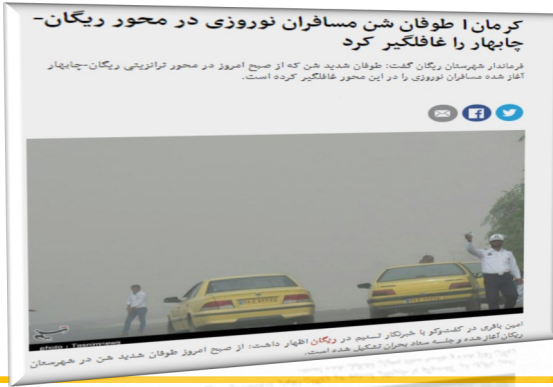 کرمان| طوفان شن مسافران نوروزی در محور ریگان-
چابهار را غافلگیر کرد
فرماندار شهرستان ریگان گفت: طوفان شدید شن که از صبح امروز در محور ترانزیتی ریگان-چابهار
آغاز شده مسافران نوروزی را در این محور غافلگیر کرده است.
photo : Tasnimnews
امین باقری در گفت‌وگو با خبرنگار تسنیم در ریگان اظهار داشت: از صبح امروز طوفان شدید شن در شهرستان
ریگان آغاز شده و جلسه ستاد بحران تشکیل شده است.